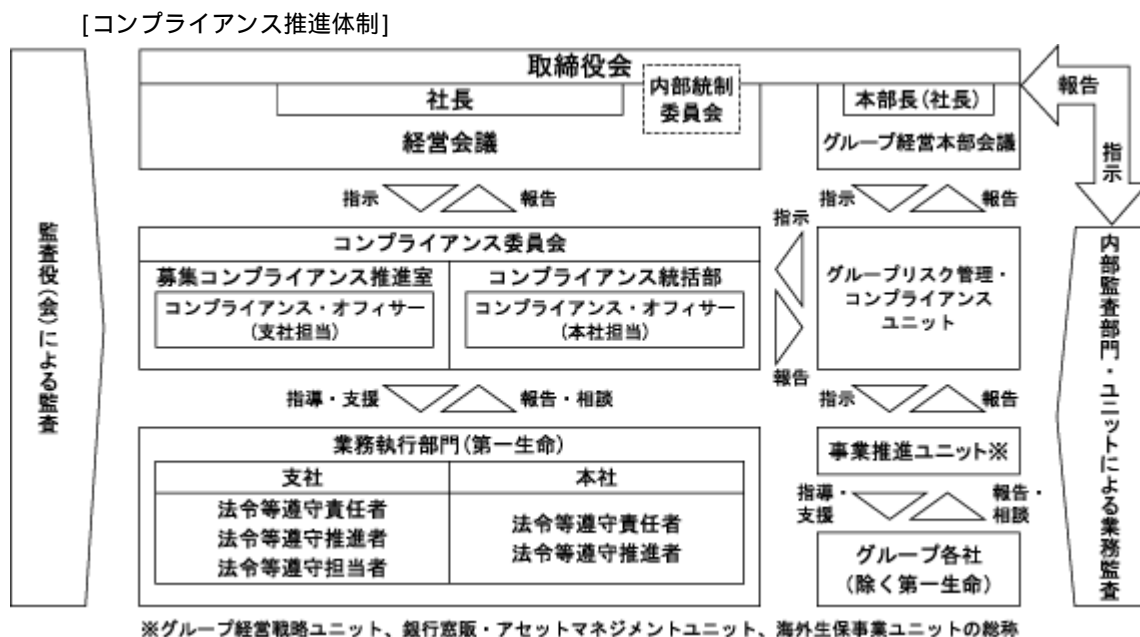 [コンプライアンス推進体制]
取締役会
社長
内部統制
委員会
経営会議
本部長(社長)
グループ経営本部会議
報告
指示
指示
報告
指示
報告
監査役(会)による監査
コンプライアンス委員会
募集コンプライアンス推進室
コンプライアンス・オフィサー
(支社担当)
コンプライアンス統括部
コンプライアンス・オフィサー
(本社担当)
指示
報告
グループリスク管理・
コンプライアンス
ユニット
内部監査部門・ユニットによる業務監査
指導・支援
報告・相談
指示
報告
業務執行部門(第一生命)
支社
法令等遵守責任者
法令等遵守推進者
法令等遵守担当者
本社
法令等遵守責任者
法令等遵守推進者
事業推進ユニット※
指導・
支援
報告・
相談
グループ各社
(除く第一生命)
※グループ経営戦略ユニット、銀行窓販・アセットマネジメントユニット、海外生保事業ユニットの総称